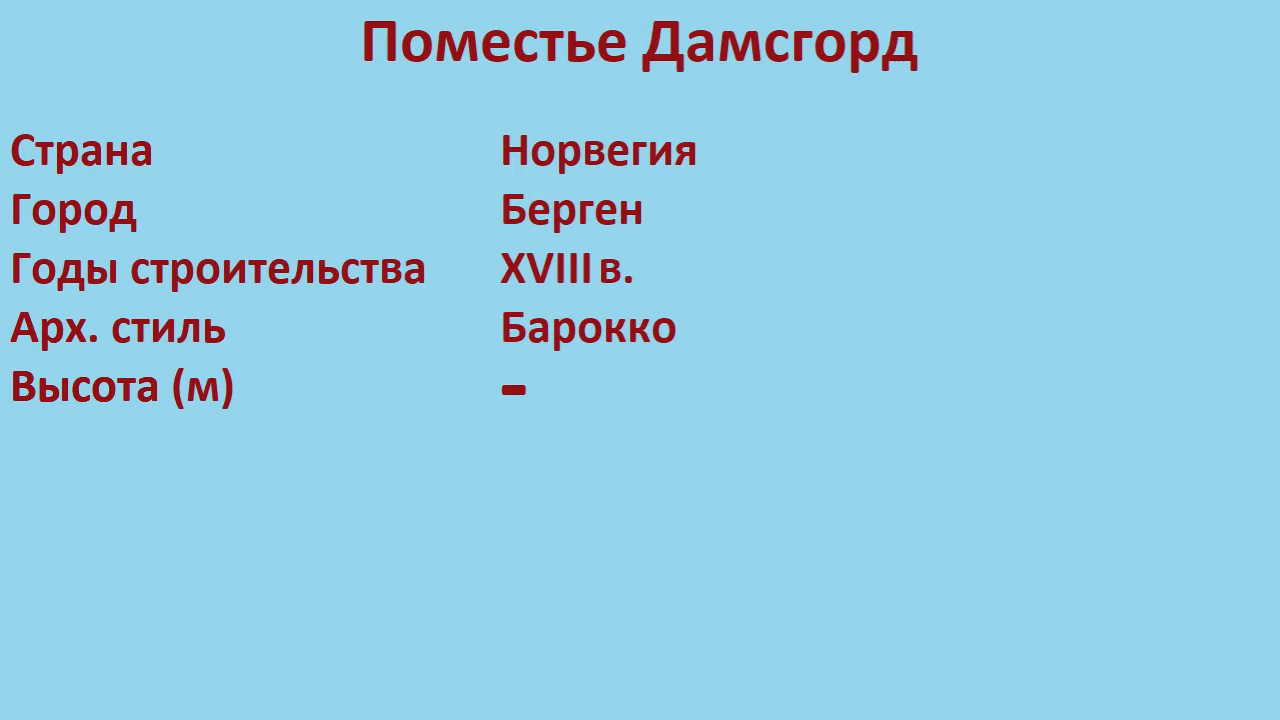 Поместье Дамсгорд
Страна Норвегия
Город Берген
Годы строительства XVIII в.
Арх. стиль Барокко
Высота (м) -